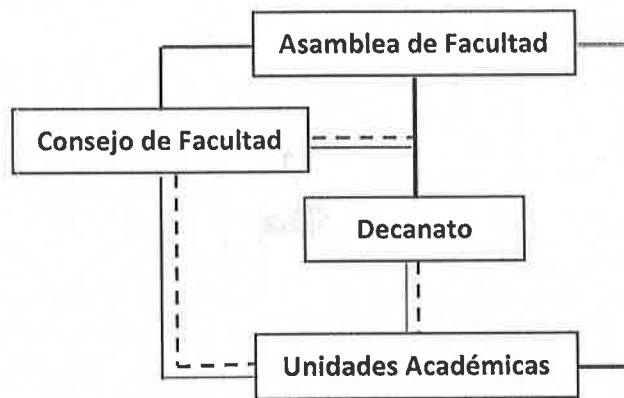 Asamblea de Facultad
Consejo de Facultad
Decanato
Unidades Académicas